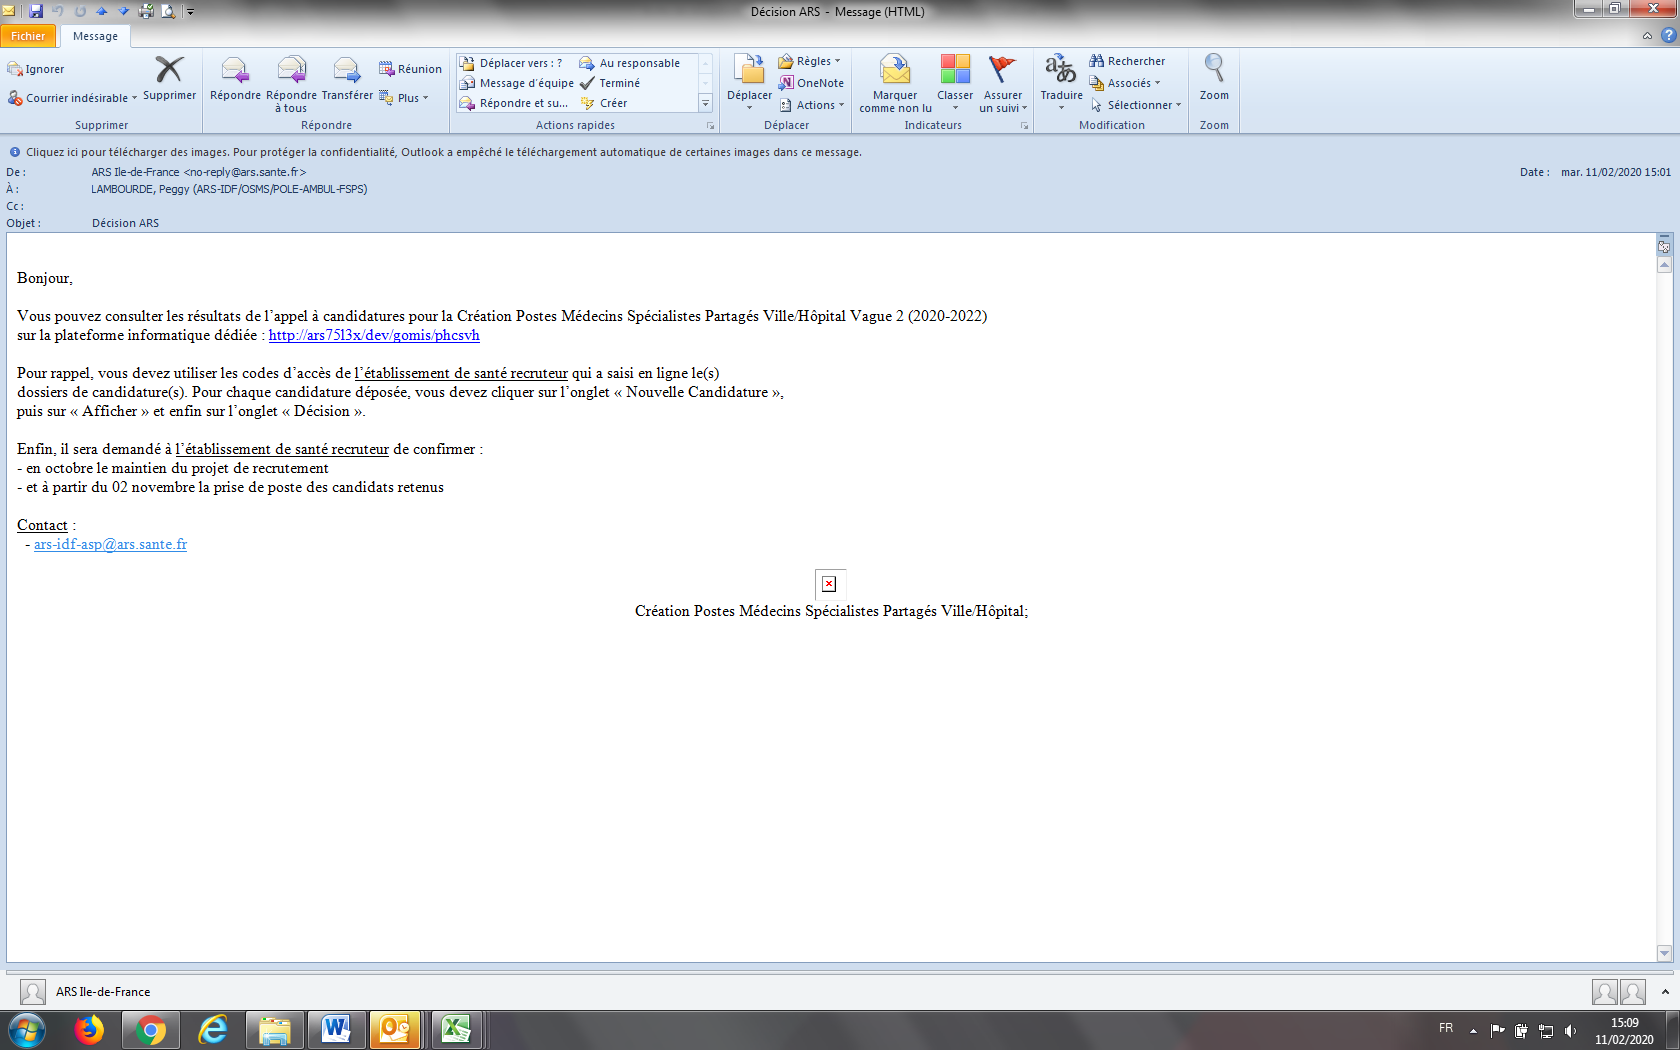 Décision ARS - Message (HTML)
Fichier
Message
Ignorer
Courrier indésirable
Supprimer
Supprimer
Répondre
Répondre à tous
Transférer
Réunion
Plus
Répondre
Déplacer vers : ?
Message d'équipe
Répondre et su...
Au responsable
Terminé
Créer
Actions rapides
Déplacer
Règles
OneNote
Actions
Déplacer
Marquer comme non lu
Classer
Assurer un suivi
Indicateurs
Traduire
Rechercher
Associés
Sélectionner
Modification
Zoom
Zoom
Cliquez ici pour télécharger des images. Pour protéger la confidentialité, Outlook a empêché le téléchargement automatique de certaines images dans ce message.
De : ARS Ile-de-France <no-reply@ars.sante.fr> Date : mar. 11/02/2020 15:01
À : LAMBOURDE, Peggy (ARS-IDF/OSMS/POLE-AMBUL-FSPS)
Cc :
Objet : Décision ARS
Bonjour,
Vous pouvez consulter les résultats de l'appel à candidatures pour la Création Postes Médecins Spécialistes Partagés Ville/Hôpital Vague 2 (2020-2022)
sur la plateforme informatique dédiée : http://ars75l3x/dev/gomis/phcsvh
Pour rappel, vous devez utiliser les codes d'accès de l'établissement de santé recruteur qui a saisi en ligne le(s)
dossiers de candidature(s). Pour chaque candidature déposée, vous devez cliquer sur l'onglet « Nouvelle Candidature »,
puis sur « Afficher » et enfin sur l'onglet « Décision ».
Enfin, il sera demandé à l'établissement de santé recruteur de confirmer :
- en octobre le maintien du projet de recrutement
- et à partir du 02 novembre la prise de poste des candidats retenus
Contact :
- ars-idf-asp@ars.sante.fr
Création Postes Médecins Spécialistes Partagés Ville/Hôpital;
ARS Ile-de-France
FR
15:09
11/02/2020